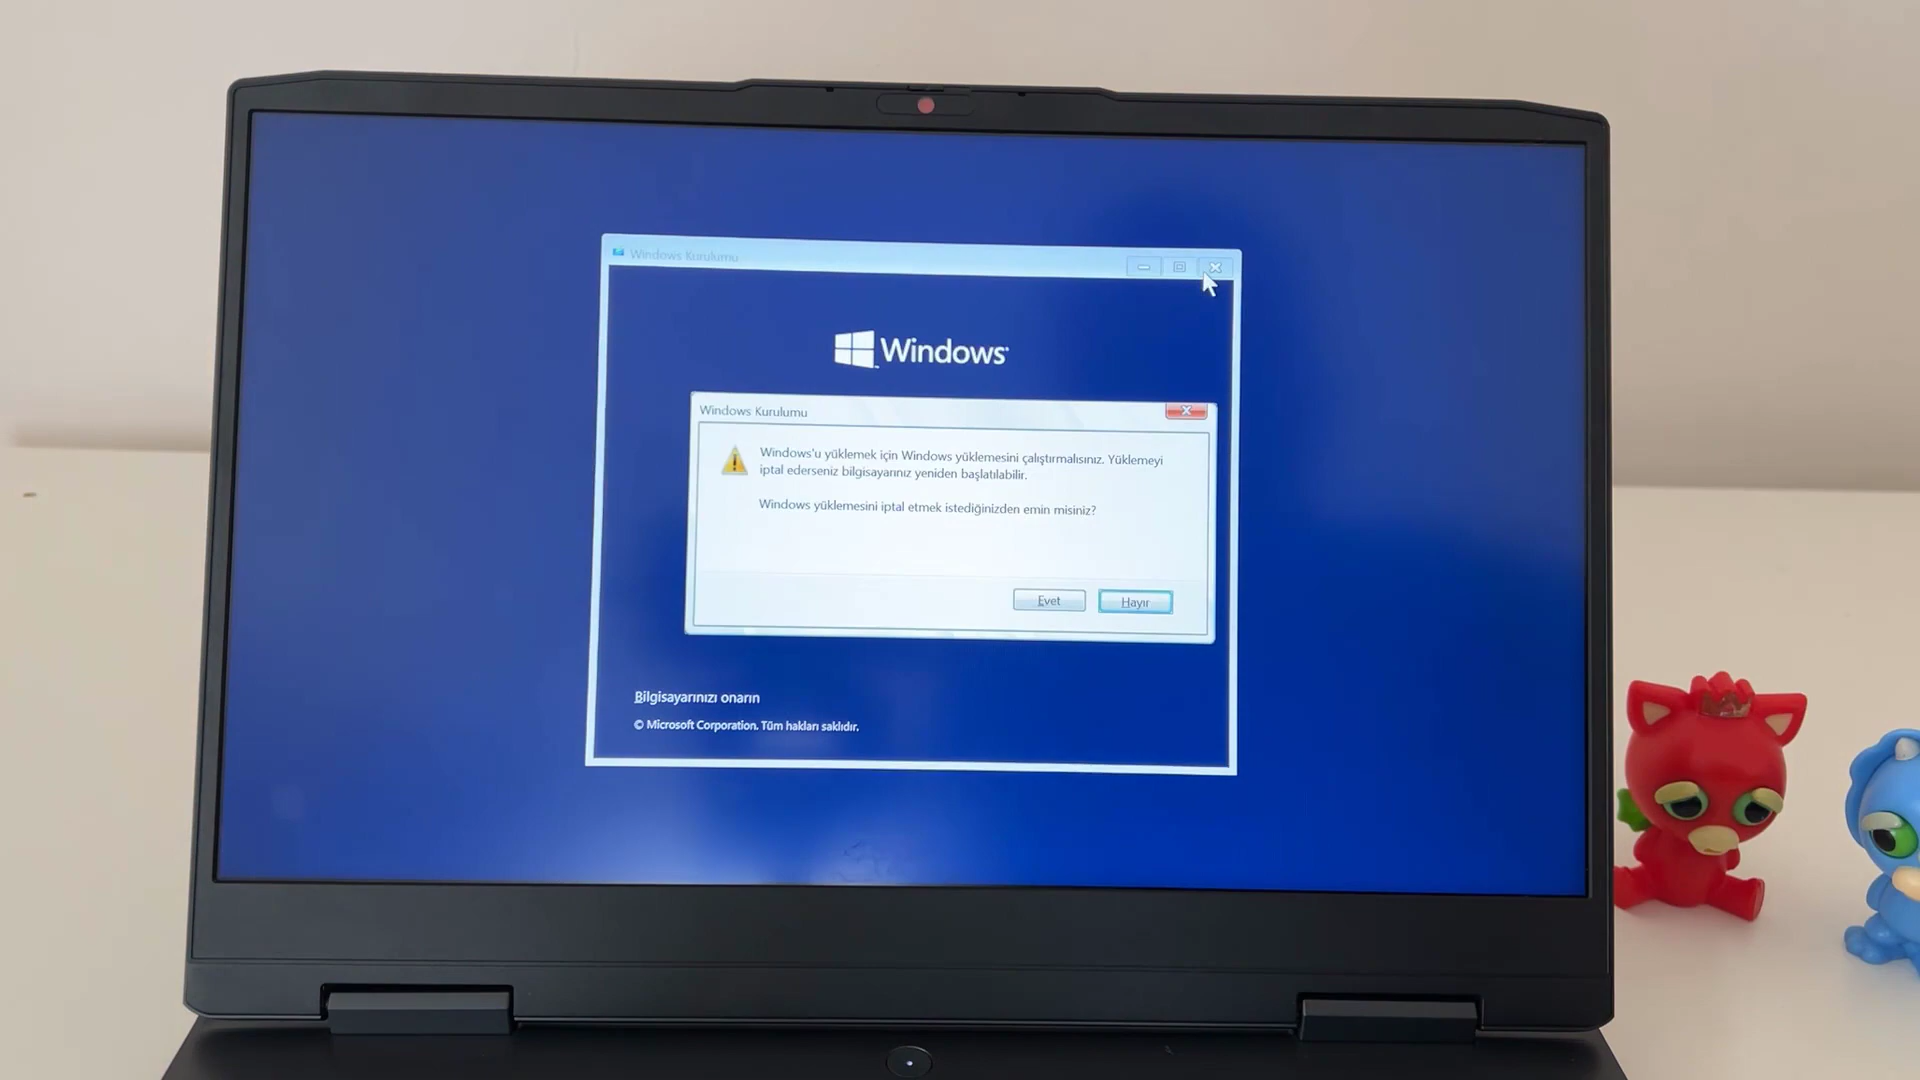 Windows Kurulumu
Windows
Windows Kurulumu
Windows'u yüklemek için Windows yüklemesini çalıştırmalısınız. Yüklemeyi
iptal ederseniz bilgisayarınız yeniden başlatılabilir.
Windows yüklemesini iptal etmek istediğinizden emin misiniz?
Evet
Hayır
Bilgisayarınızı onarın
© Microsoft Corporation. Tüm hakları saklıdır.